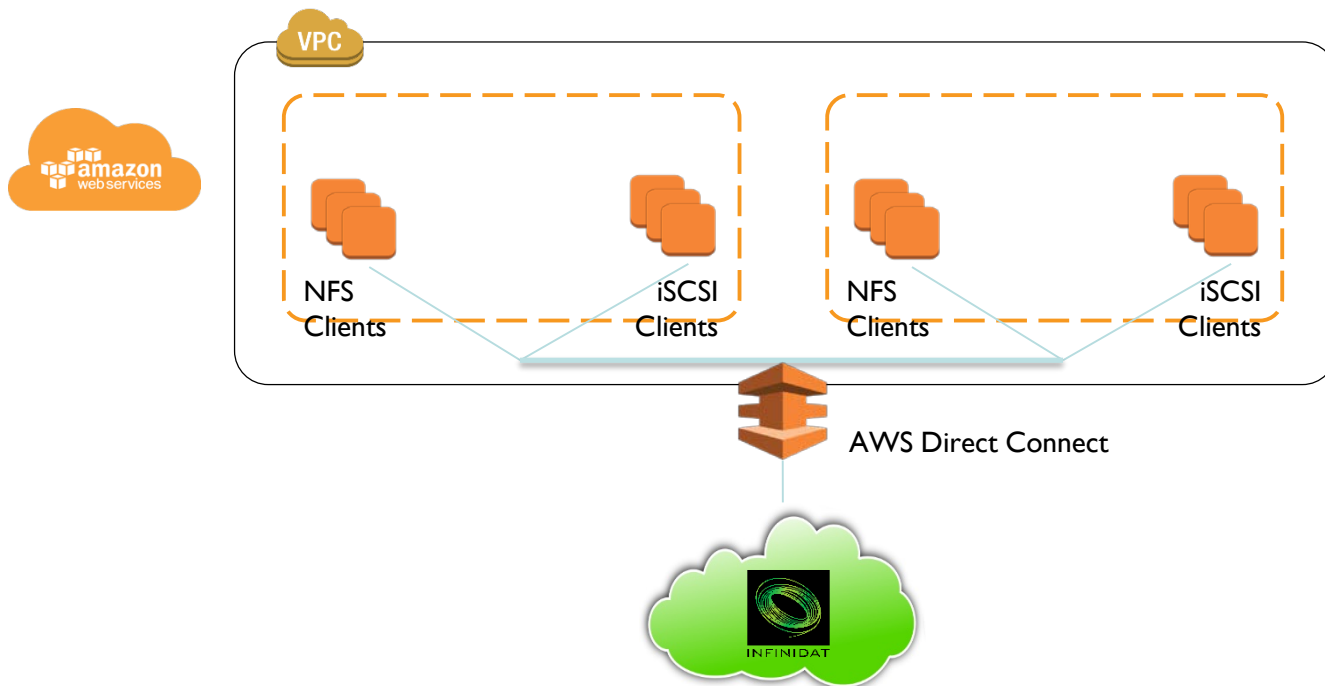 VPC
amazon
web services
NFS
Clients
iSCSI
Clients
NFS
Clients
iSCSI
Clients
AWS Direct Connect
INFINIDAT